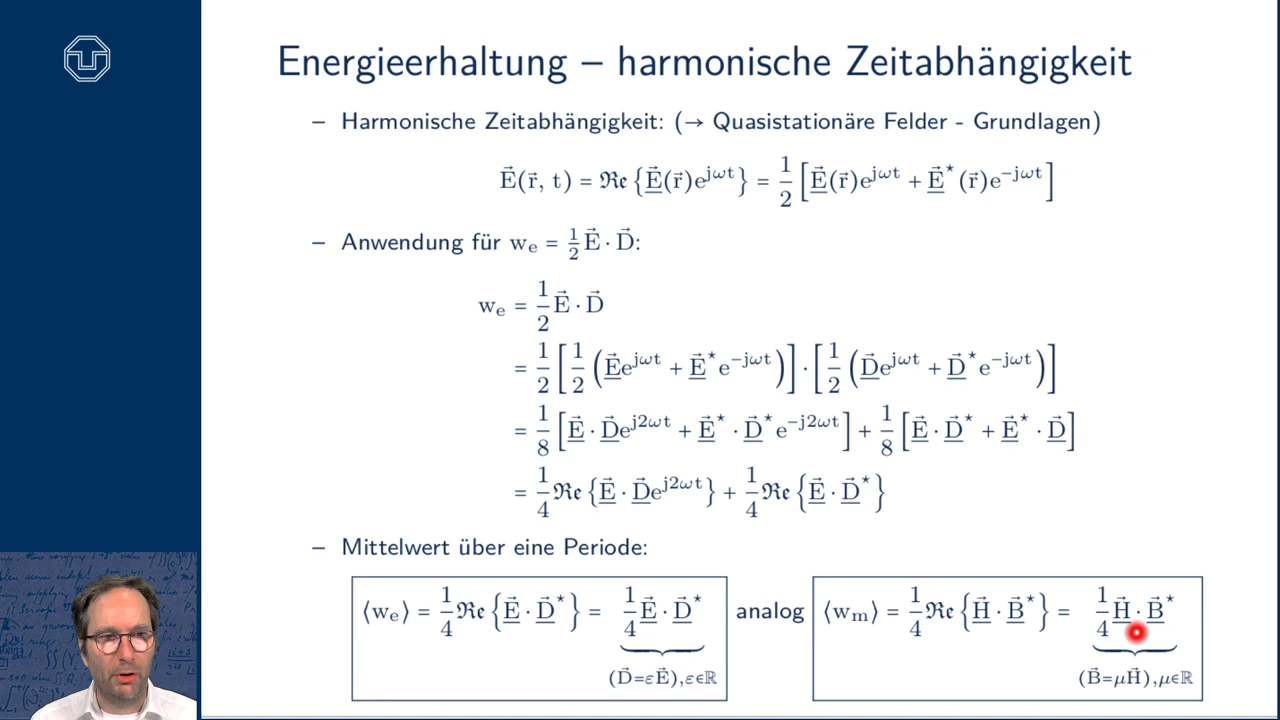 Energieerhaltung – harmonische Zeitabhängigkeit
– Harmonische Zeitabhängigkeit: (→ Quasistationäre Felder - Grundlagen)
E⃗(r⃗, t) = ℜe {E̲⃗(r⃗)e^{jωt}} = 1/2 [E̲⃗(r⃗)e^{jωt} + E̲⃗*(r⃗)e^{-jωt}]
– Anwendung für w_e = 1/2 E⃗ · D⃗:
w_e = 1/2 E⃗ · D⃗
= 1/2 [1/2 (E̲⃗e^{jωt} + E̲⃗*e^{-jωt})] · [1/2 (D̲⃗e^{jωt} + D̲⃗*e^{-jωt})]
= 1/8 [E̲⃗ · D̲⃗e^{j2ωt} + E̲⃗* · D̲⃗*e^{-j2ωt}] + 1/8 [E̲⃗ · D̲⃗* + E̲⃗* · D̲⃗]
= 1/4 ℜe {E̲⃗ · D̲⃗e^{j2ωt}} + 1/4 ℜe {E̲⃗ · D̲⃗*}
– Mittelwert über eine Periode:
⟨w_e⟩ = 1/4 ℜe {E̲⃗ · D̲⃗*} = 1/4 E̲⃗ · D̲⃗* analog ⟨w_m⟩ = 1/4 ℜe {H̲⃗ · B̲⃗*} = 1/4 H̲⃗ · B̲⃗*
(D⃗=εE⃗),ε∈ℝ (B⃗=μH⃗),μ∈ℝ